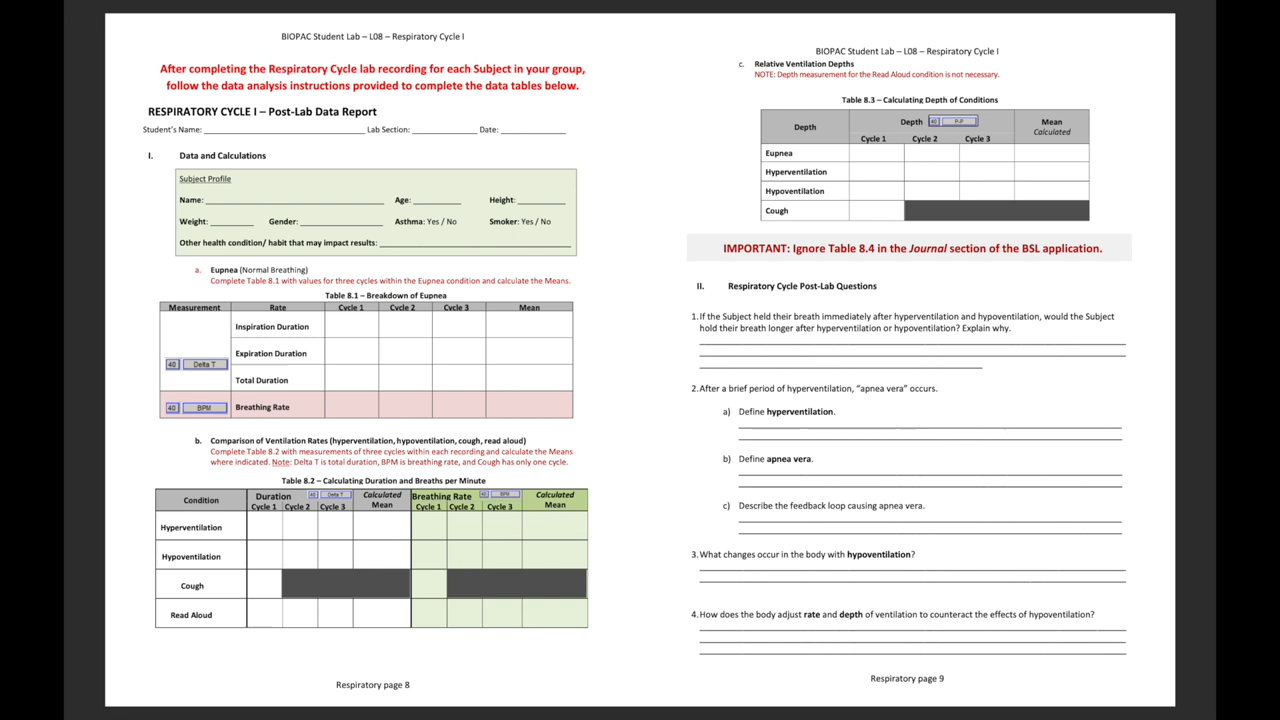 BIOPAC Student Lab – L08 – Respiratory Cycle I
After completing the Respiratory Cycle lab recording for each Subject in your group,
follow the data analysis instructions provided to complete the data tables below.
RESPIRATORY CYCLE I – Post-Lab Data Report
Student's Name: ______ Lab Section: ______ Date: ______
I. Data and Calculations
Subject Profile
Name: ______ Age: ______ Height: ______
Weight: ______ Gender: ______ Asthma: Yes / No Smoker: Yes / No
Other health condition/ habit that may impact results: ______
a. Eupnea (Normal Breathing)
Complete Table 8.1 with values for three cycles within the Eupnea condition and calculate the Means.
Table 8.1 – Breakdown of Eupnea
Measurement Rate Cycle 1 Cycle 2 Cycle 3 Mean
Inspiration Duration
Expiration Duration
40 Delta T
Total Duration
40 BPM Breathing Rate
b. Comparison of Ventilation Rates (hyperventilation, hypoventilation, cough, read aloud)
Complete Table 8.2 with measurements of three cycles within each recording and calculate the Means
where indicated. Note: Delta T is total duration, BPM is breathing rate, and Cough has only one cycle.
Table 8.2 – Calculating Duration and Breaths per Minute
Condition Duration 40 Delta T Calculated Mean Breathing Rate 40 BPM Calculated Mean
Cycle 1 Cycle 2 Cycle 3 Cycle 1 Cycle 2 Cycle 3
Hyperventilation
Hypoventilation
Cough
Read Aloud
Respiratory page 8
BIOPAC Student Lab – L08 – Respiratory Cycle I
c. Relative Ventilation Depths
NOTE: Depth measurement for the Read Aloud condition is not necessary.
Table 8.3 – Calculating Depth of Conditions
Depth Depth 40 P-P Mean Calculated
Cycle 1 Cycle 2 Cycle 3
Eupnea
Hyperventilation
Hypoventilation
Cough
IMPORTANT: Ignore Table 8.4 in the Journal section of the BSL application.
II. Respiratory Cycle Post-Lab Questions
1. If the Subject held their breath immediately after hyperventilation and hypoventilation, would the Subject
hold their breath longer after hyperventilation or hypoventilation? Explain why.
2. After a brief period of hyperventilation, “apnea vera” occurs.
a) Define hyperventilation.
b) Define apnea vera.
c) Describe the feedback loop causing apnea vera.
3. What changes occur in the body with hypoventilation?
4. How does the body adjust rate and depth of ventilation to counteract the effects of hypoventilation?
Respiratory page 9